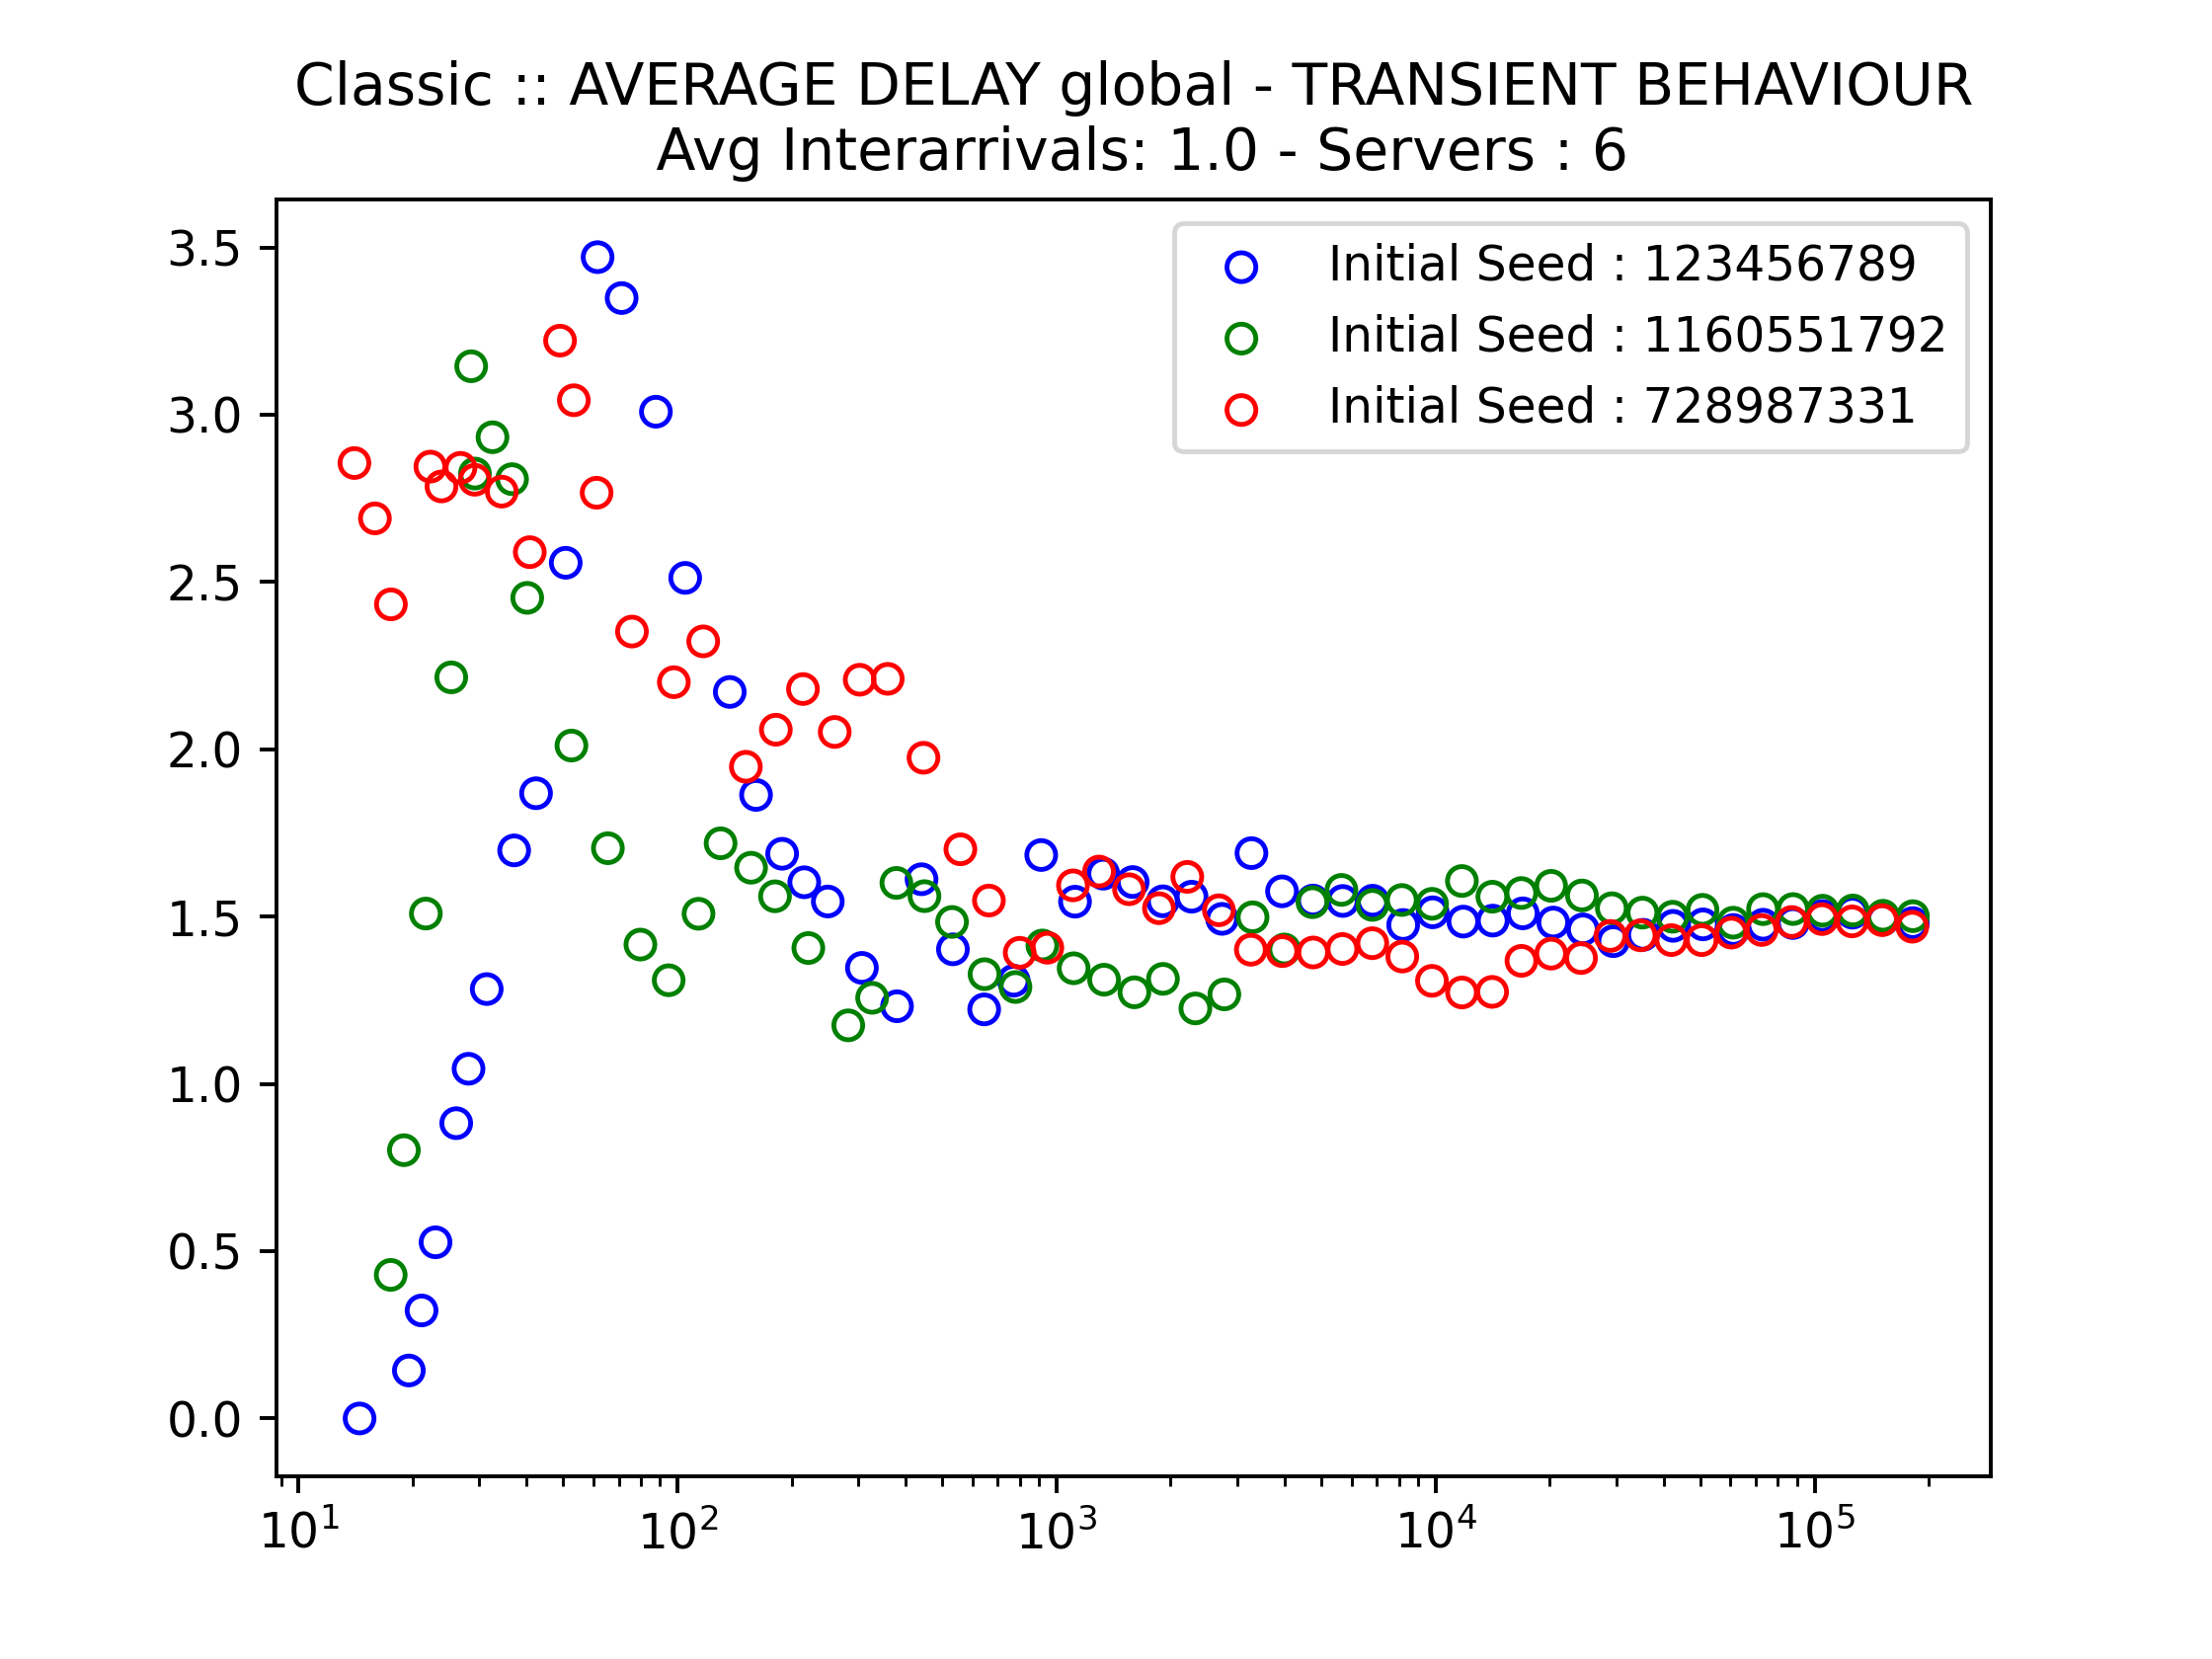 Classic :: AVERAGE DELAY global - TRANSIENT BEHAVIOUR
Avg Interarrivals: 1.0 - Servers : 6
Initial Seed : 123456789
Initial Seed : 1160551792
Initial Seed : 728987331
3.5
3.0
2.5
2.0
1.5
1.0
0.5
0.0
10¹ 10² 10³ 10⁴ 10⁵